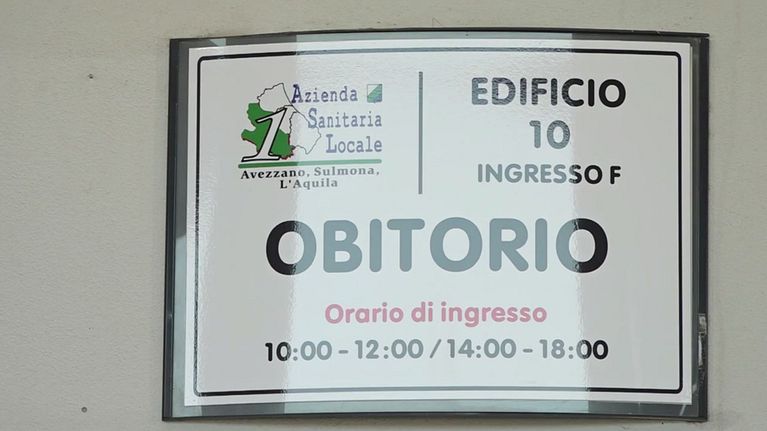 Azienda
Sanitaria
1 Locale
Avezzano, Sulmona,
L'Aquila
EDIFICIO
10
INGRESSO F
OBITORIO
Orario di ingresso
10:00 - 12:00 / 14:00 - 18:00